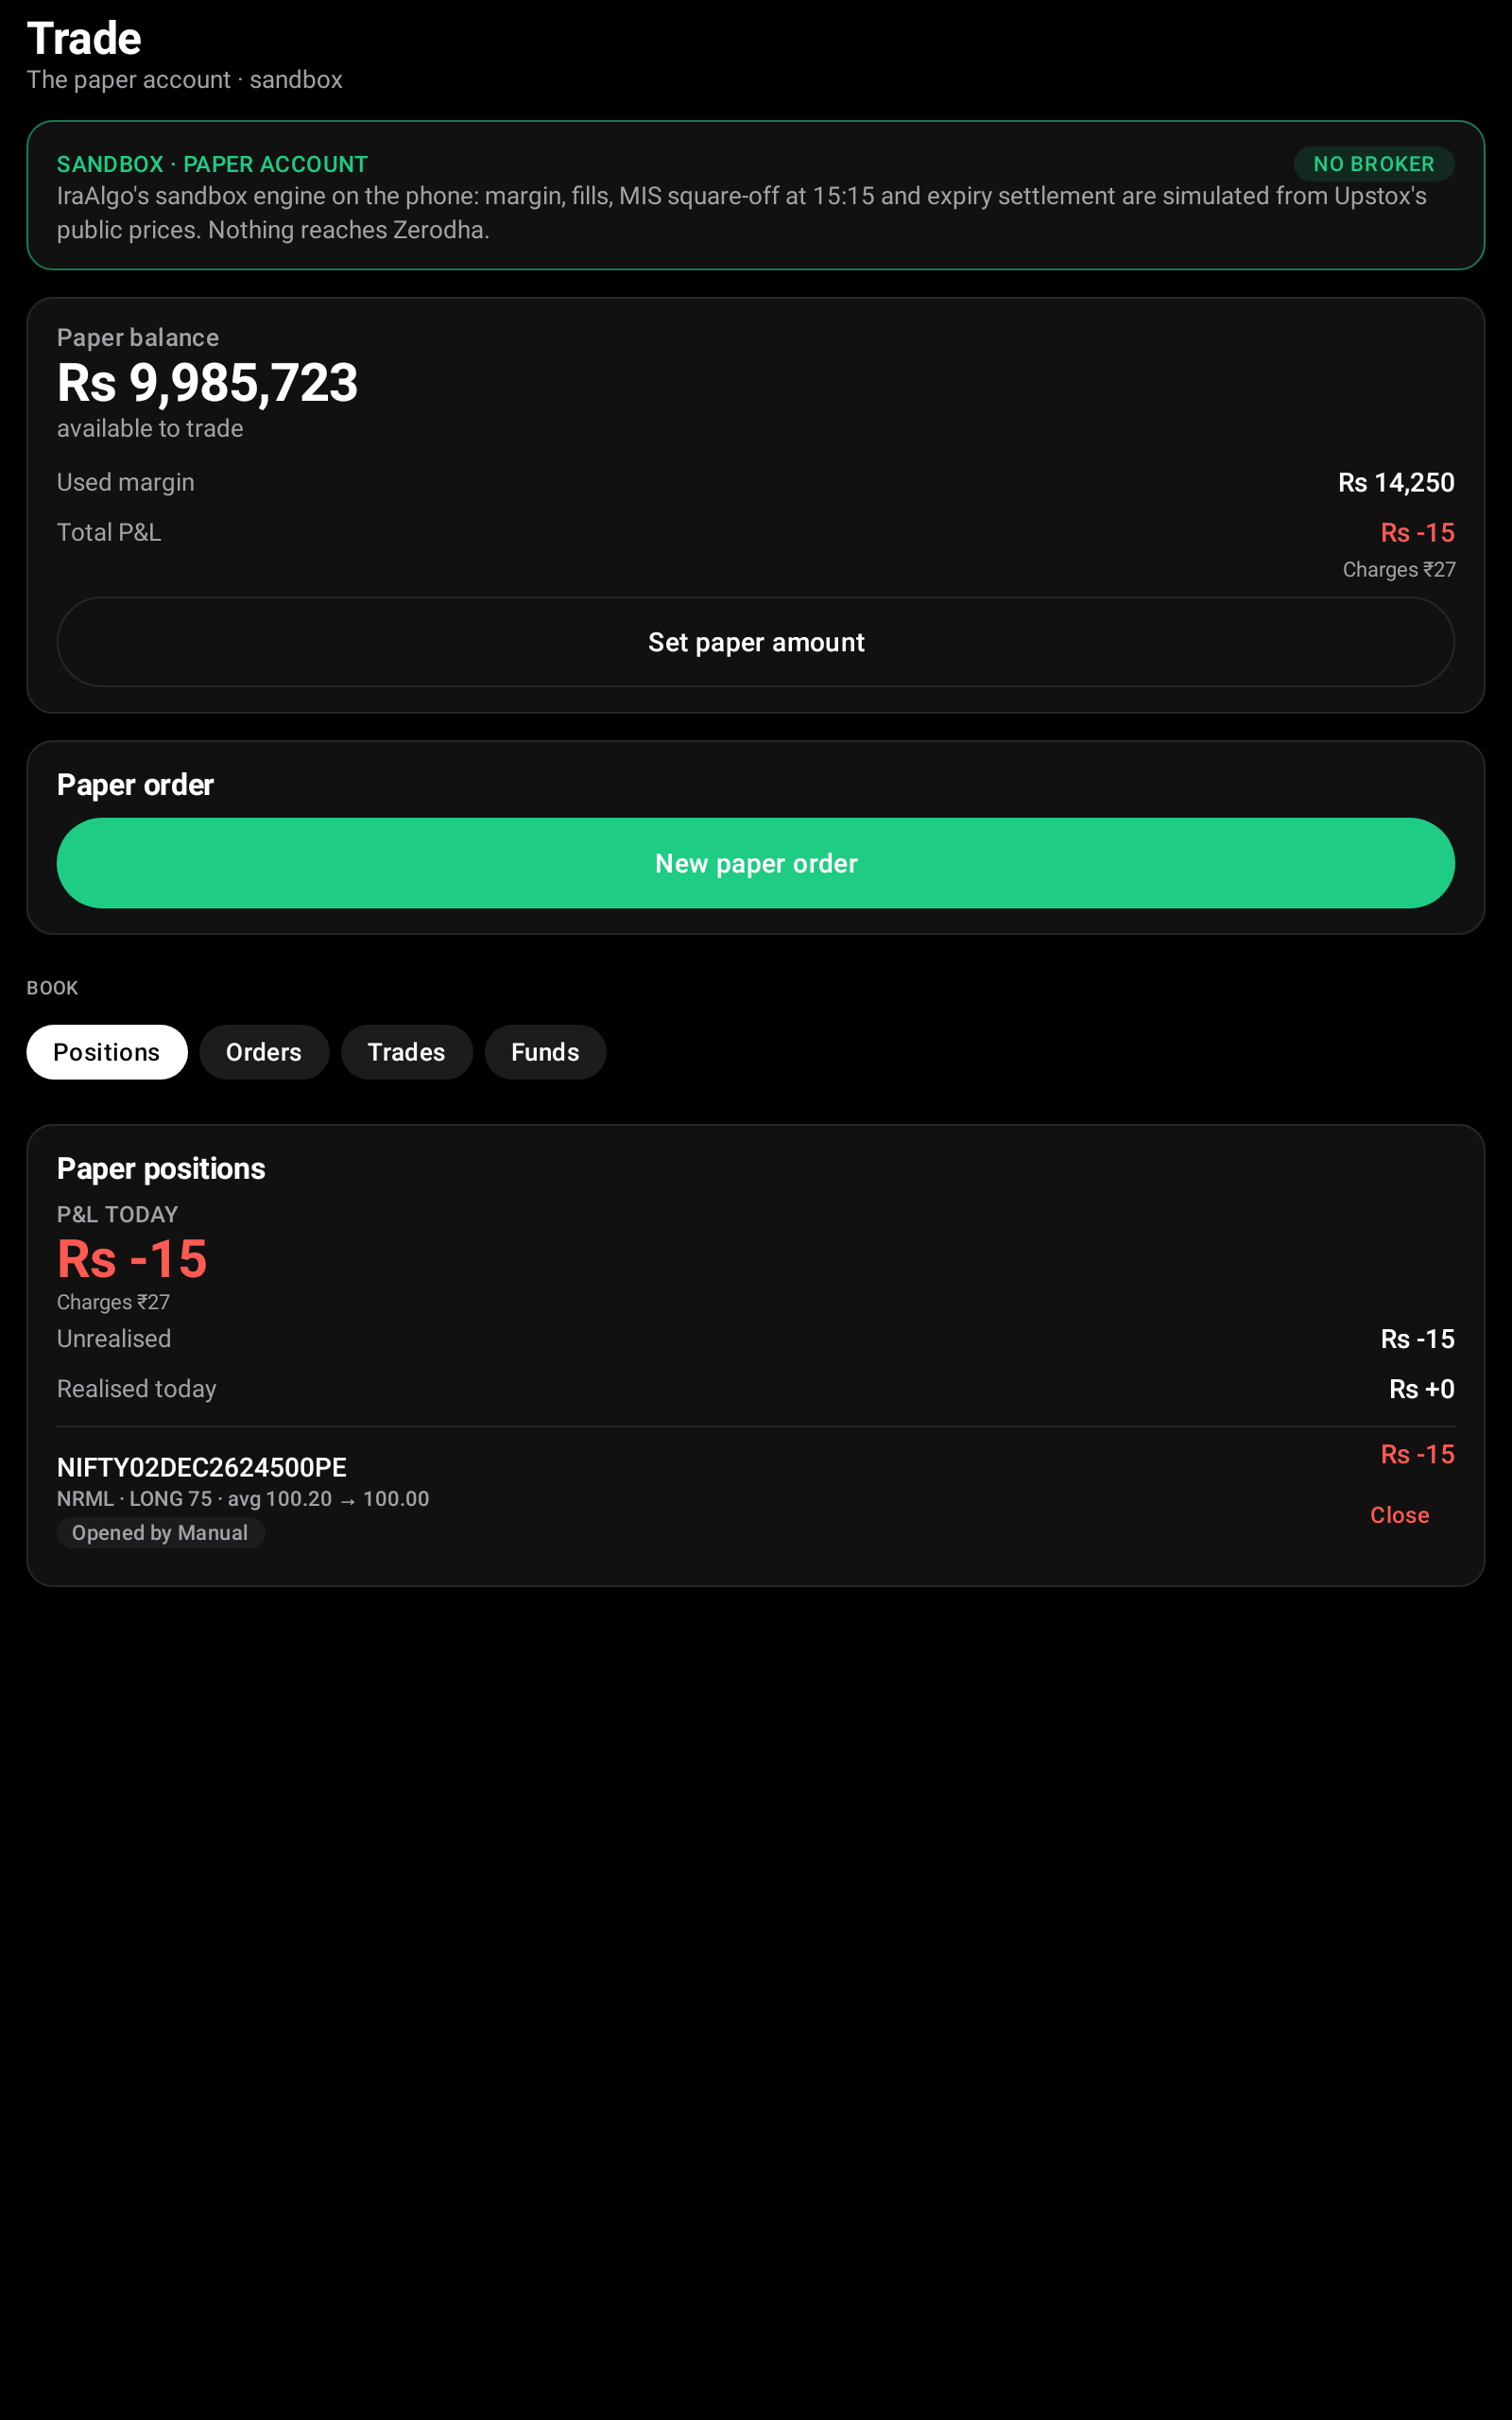 Trade
The paper account · sandbox
SANDBOX · PAPER ACCOUNT
NO BROKER
IraAlgo's sandbox engine on the phone: margin, fills, MIS square-off at 15:15 and expiry settlement are simulated from Upstox's
public prices. Nothing reaches Zerodha.
Paper balance
Rs 9,985,723
available to trade
Used margin
Rs 14,250
Total P&L
Rs -15
Charges ₹27
Set paper amount
Paper order
New paper order
BOOK
Positions
Orders
Trades
Funds
Paper positions
P&L TODAY
Rs -15
Charges ₹27
Unrealised
Rs -15
Realised today
Rs +0
NIFTY02DEC2624500PE
Rs -15
NRML · LONG 75 · avg 100.20 → 100.00
Close
Opened by Manual